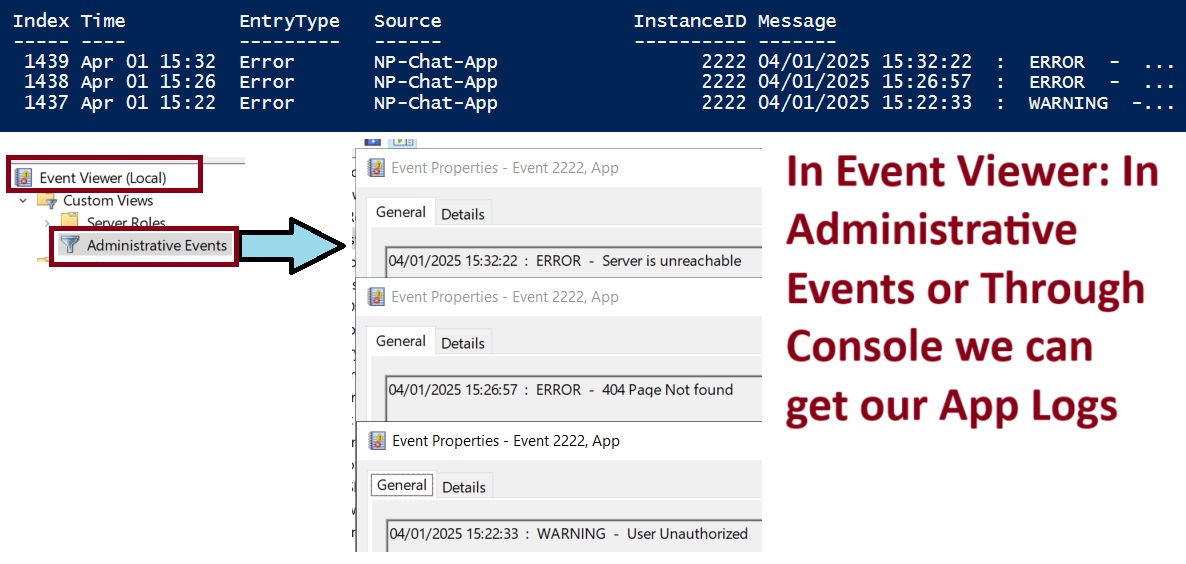 Index Time EntryType Source InstanceID Message
----- ---- --------- ------ ---------- -------
1439 Apr 01 15:32 Error NP-Chat-App 2222 04/01/2025 15:32:22 : ERROR - ...
1438 Apr 01 15:26 Error NP-Chat-App 2222 04/01/2025 15:26:57 : ERROR - ...
1437 Apr 01 15:22 Error NP-Chat-App 2222 04/01/2025 15:22:33 : WARNING -...
Event Viewer (Local)
Custom Views
Server Roles
Administrative Events
Event Properties - Event 2222, App
General Details
04/01/2025 15:32:22 : ERROR - Server is unreachable
Event Properties - Event 2222, App
General Details
04/01/2025 15:26:57 : ERROR - 404 Page Not found
Event Properties - Event 2222, App
General Details
04/01/2025 15:22:33 : WARNING - User Unauthorized
In Event Viewer: In
Administrative
Events or Through
Console we can
get our App Logs